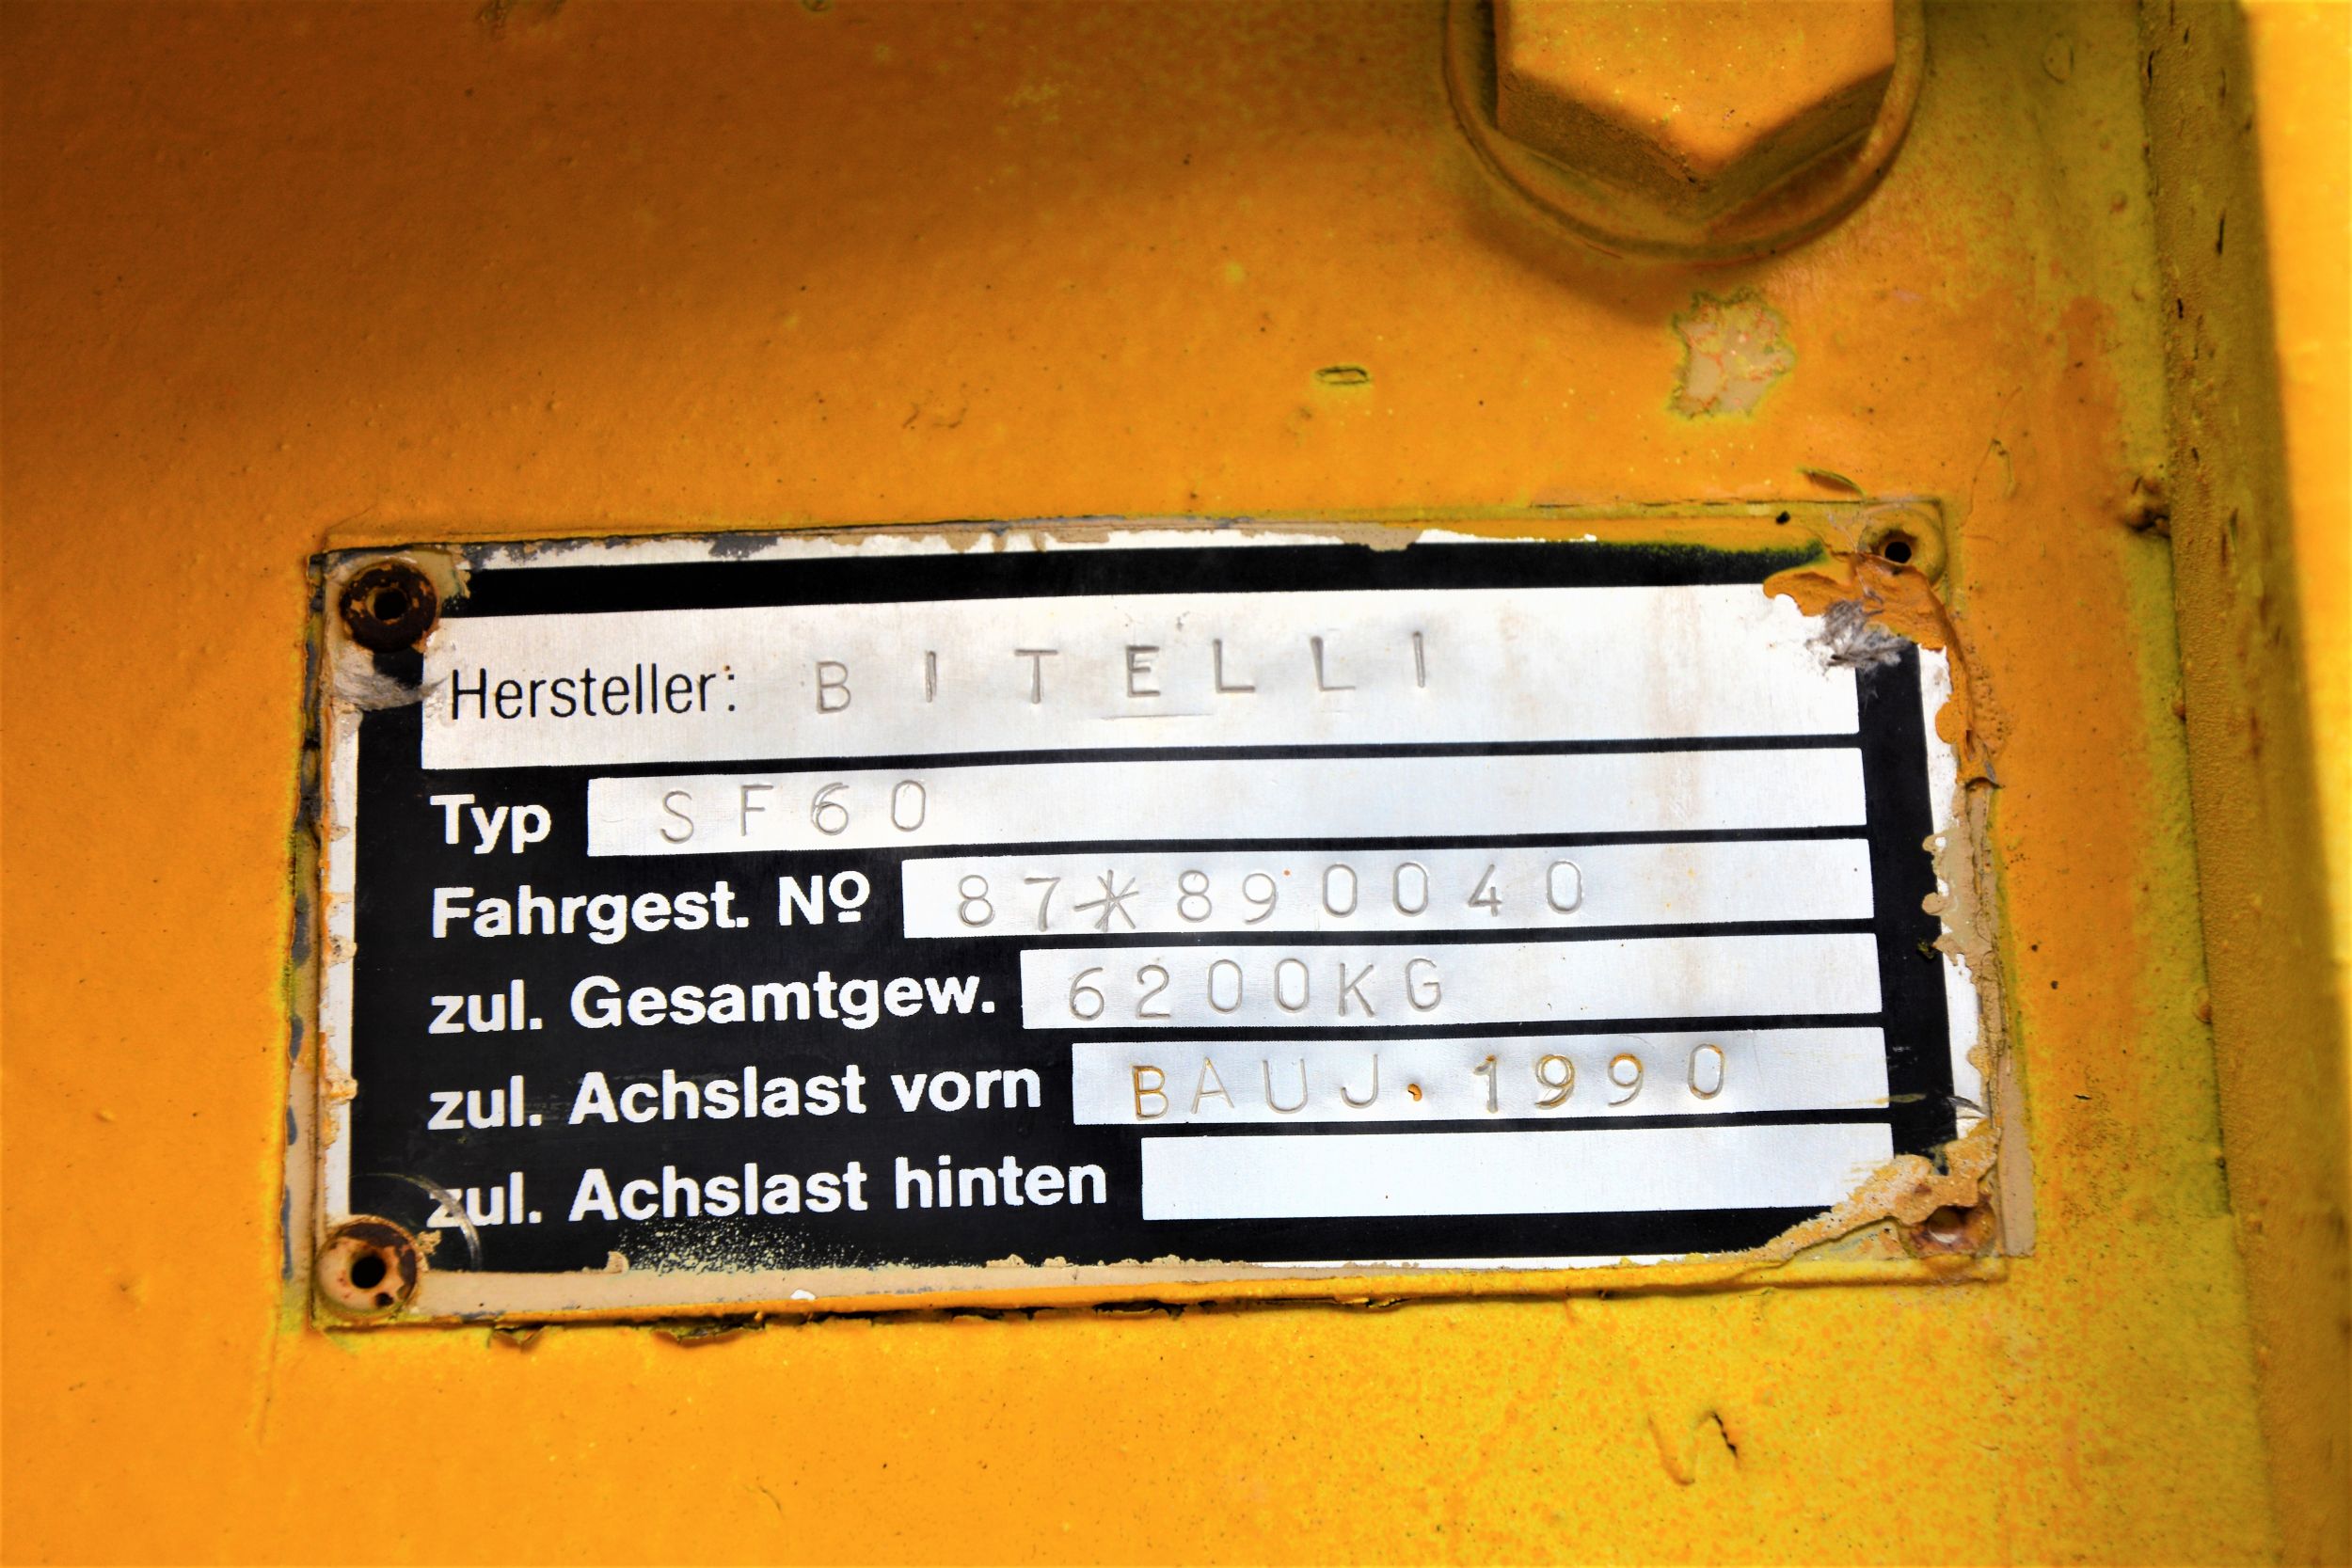 Hersteller: BITELLI
Typ SF60
Fahrgest. Nº 87*890040
zul. Gesamtgew. 6200KG
zul. Achslast vorn BAUJ. 1990
zul. Achslast hinten